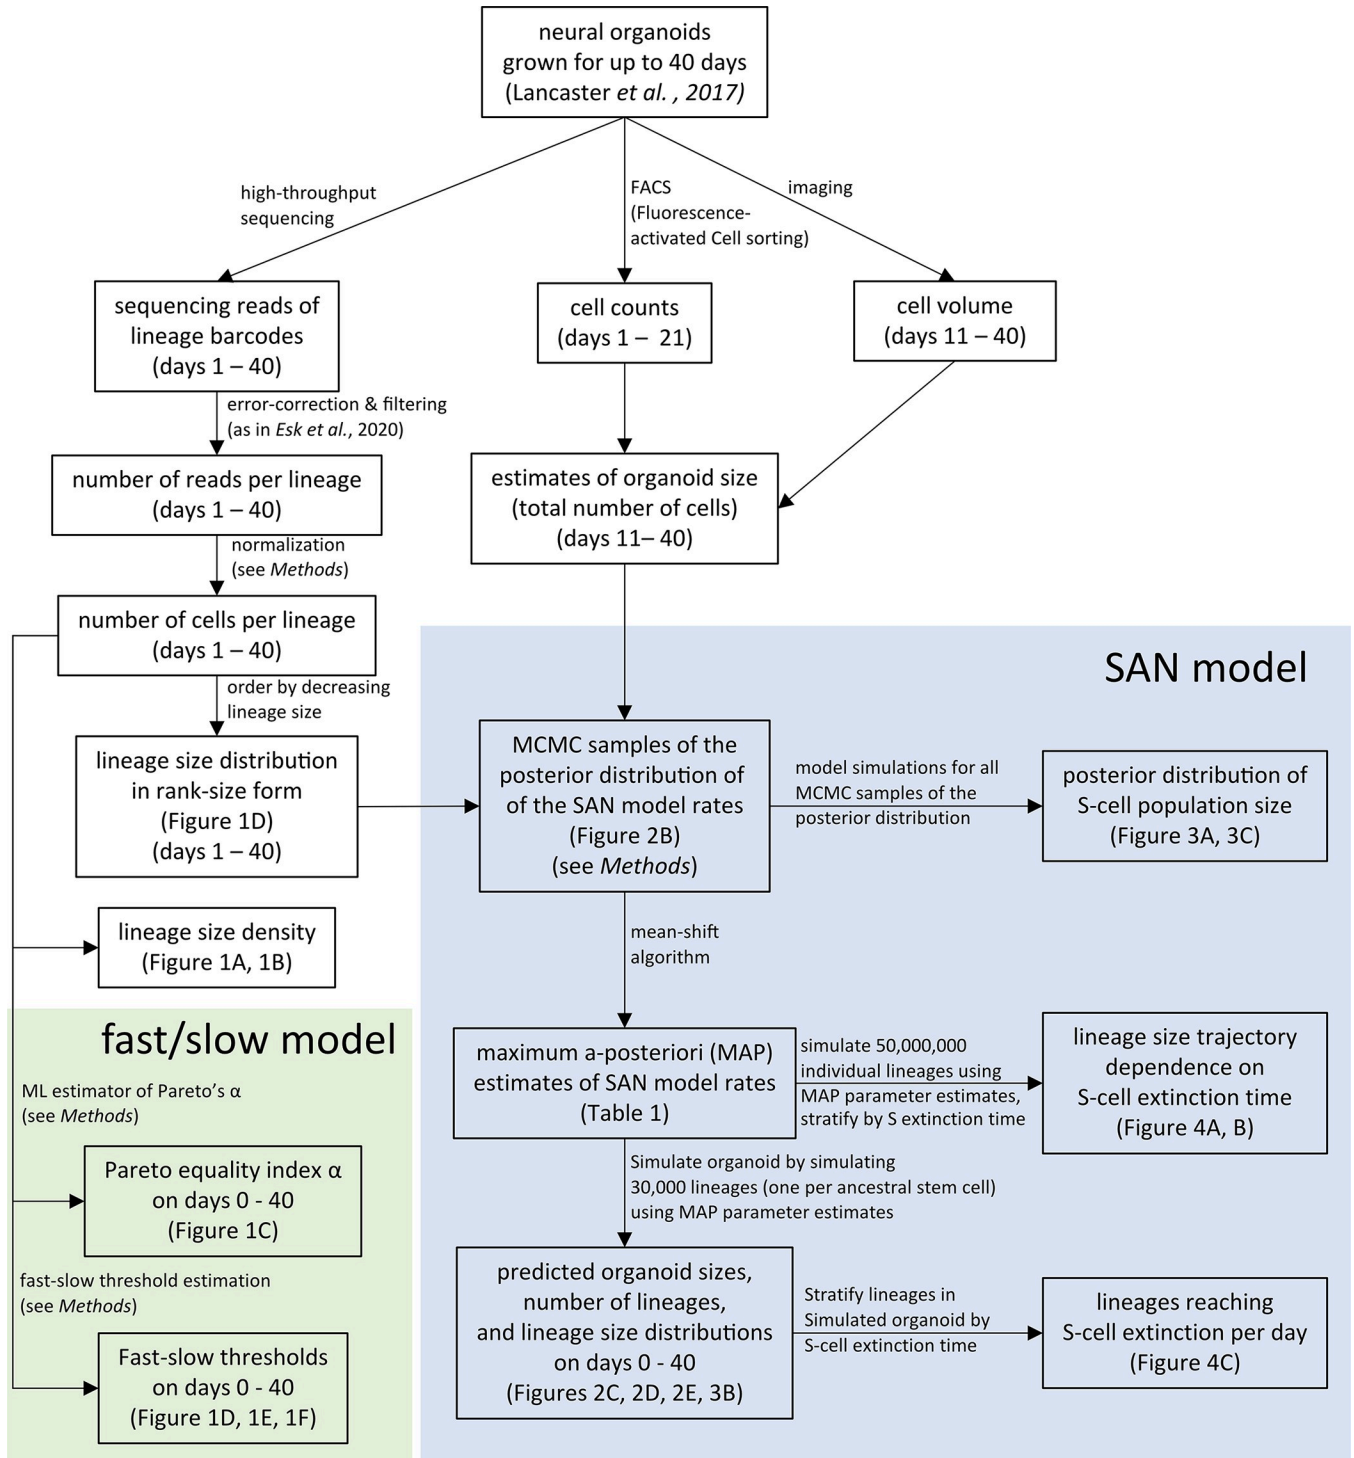 neural organoids
grown for up to 40 days
(Lancaster et al. , 2017)
high-throughput
sequencing
FACS
(Fluorescence-
activated Cell sorting)
imaging
sequencing reads of
lineage barcodes
(days 1 – 40)
cell counts
(days 1 –  21)
cell volume
(days 11 – 40)
error-correction & filtering
(as in Esk et al., 2020)
number of reads per lineage
(days 1 – 40)
estimates of organoid size
(total number of cells)
(days 11– 40)
normalization
(see Methods)
number of cells per lineage
(days 1 – 40)
order by decreasing
lineage size
lineage size distribution
in rank-size form
(Figure 1D)
(days 1 – 40)
lineage size density
(Figure 1A, 1B)
SAN model
MCMC samples of the
posterior distribution of
of the SAN model rates
(Figure 2B)
(see Methods)
model simulations for all
MCMC samples of the
posterior distribution
posterior distribution of
S-cell population size
(Figure 3A, 3C)
mean-shift
algorithm
maximum a-posteriori (MAP)
estimates of SAN model rates
(Table 1)
simulate 50,000,000
individual lineages using
MAP parameter estimates,
stratify by S extinction time
lineage size trajectory
dependence on
S-cell extinction time
(Figure 4A, B)
Simulate organoid by simulating
30,000 lineages (one per ancestral stem cell)
using MAP parameter estimates
predicted organoid sizes,
number of lineages,
and lineage size distributions
on days 0 - 40
(Figures 2C, 2D, 2E, 3B)
Stratify lineages in
Simulated organoid by
S-cell extinction time
lineages reaching
S-cell extinction per day
(Figure 4C)
fast/slow model
ML estimator of Pareto’s α
(see Methods)
Pareto equality index α
on days 0 - 40
(Figure 1C)
fast-slow threshold estimation
(see Methods)
Fast-slow thresholds
on days 0 - 40
(Figure 1D, 1E, 1F)